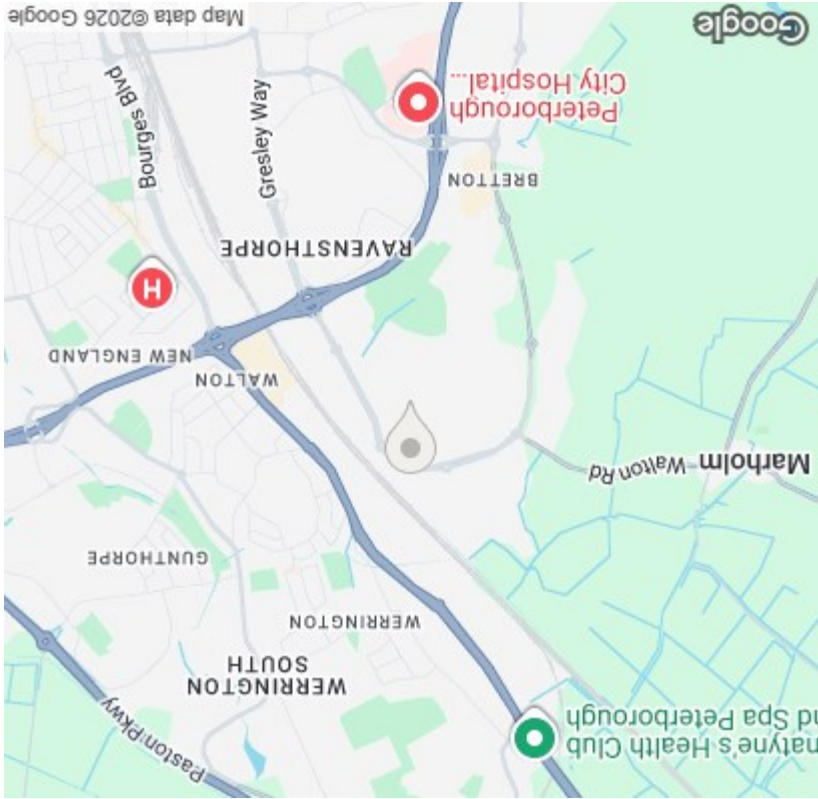 natyne's Health Club
nd Spa Peterborough
Paston Pkwy
WERRINGTON
SOUTH
WERRINGTON
GUNTHORPE
Marholm
Walton Rd
WALTON
NEW ENGLAND
H
RAVENSTHORPE
BRETTON
Gresley Way
Bourges Blvd
Peterborough
City Hospital...
Google
Map data ©2026 Google